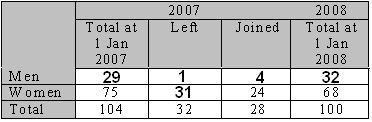 2007 2008
Total at 1 Jan 2007 Left Joined Total at 1 Jan 2008
Men 29 1 4 32
Women 75 31 24 68
Total 104 32 28 100